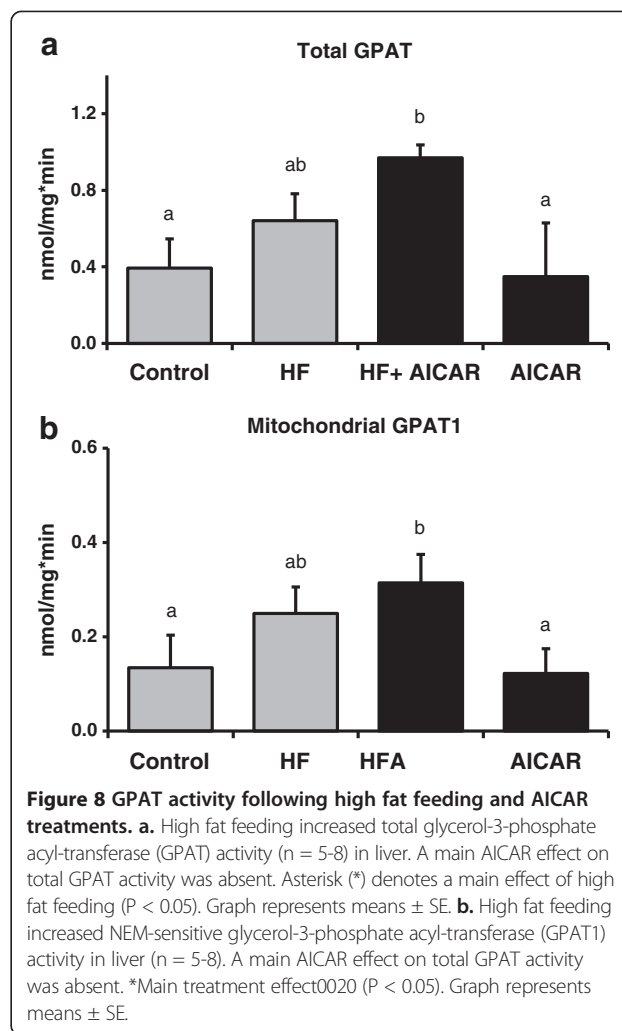 a
Total GPAT
nmol/mg*min
1.2
0.8
0.4
0.0
a
ab
b
a
Control HF HF+ AICAR AICAR
b
Mitochondrial GPAT1
nmol/mg*min
0.6
0.4
0.2
0.0
a
ab
b
a
Control HF HFA AICAR
Figure 8 GPAT activity following high fat feeding and AICAR
treatments. a. High fat feeding increased total glycerol-3-phosphate
acyl-transferase (GPAT) activity (n = 5-8) in liver. A main AICAR effect on
total GPAT activity was absent. Asterisk (*) denotes a main effect of high
fat feeding (P < 0.05). Graph represents means ± SE. b. High fat feeding
increased NEM-sensitive glycerol-3-phosphate acyl-transferase (GPAT1)
activity in liver (n = 5-8). A main AICAR effect on total GPAT activity
was absent. *Main treatment effect0020 (P < 0.05). Graph represents
means ± SE.